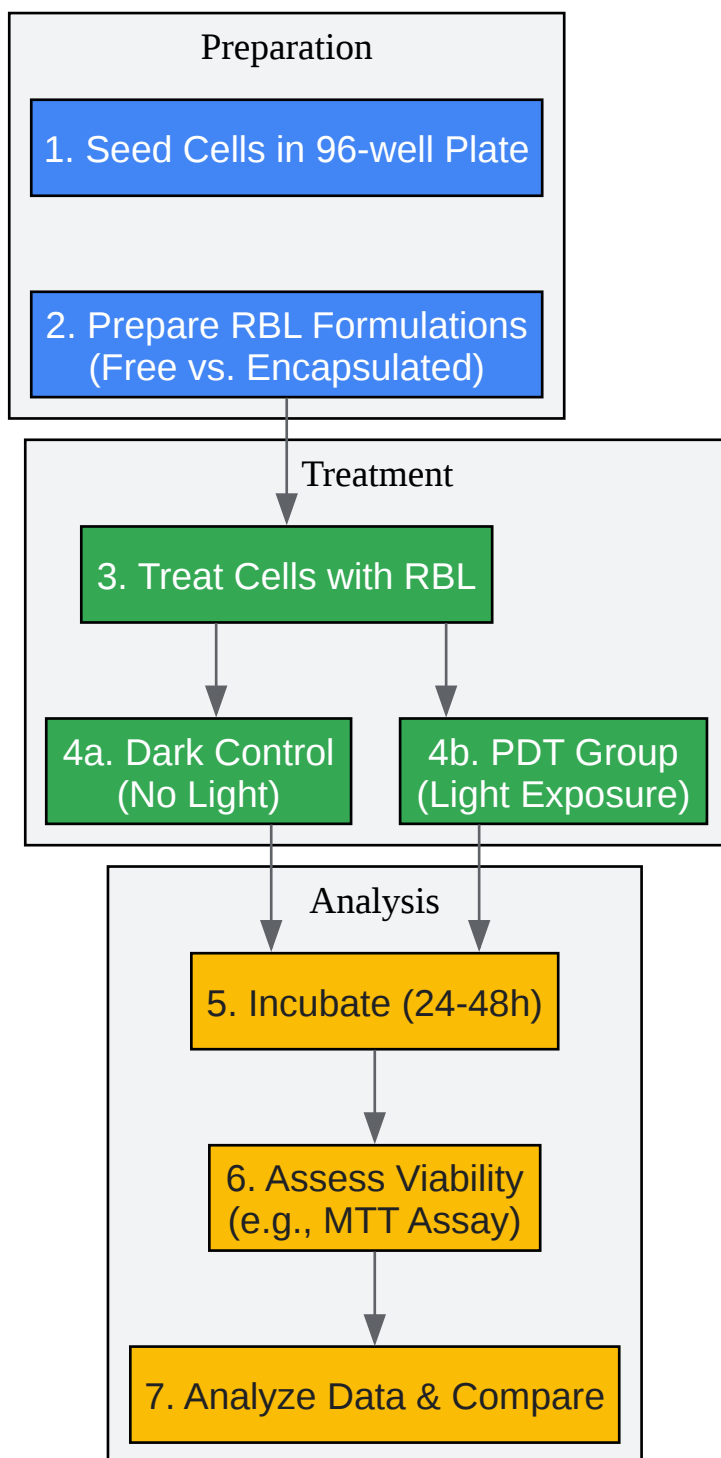 Preparation
1. Seed Cells in 96-well Plate
2. Prepare RBL Formulations
(Free vs. Encapsulated)
Treatment
3. Treat Cells with RBL
4a. Dark Control
(No Light)
4b. PDT Group
(Light Exposure)
Analysis
5. Incubate (24-48h)
6. Assess Viability
(e.g., MTT Assay)
7. Analyze Data & Compare